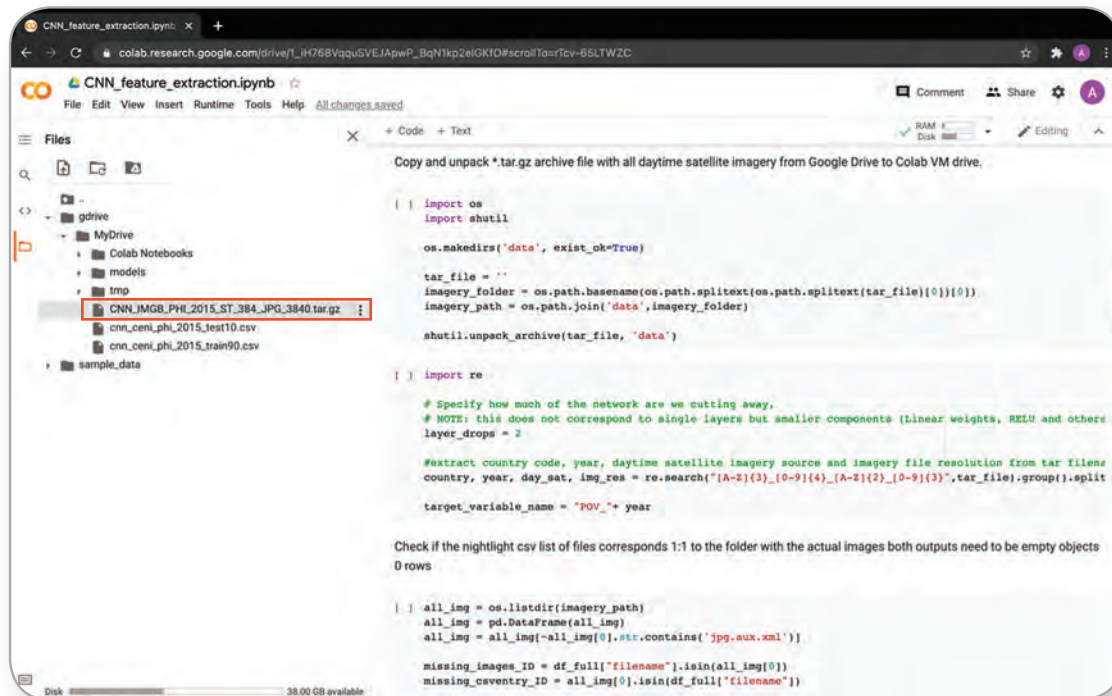 CNN_feature_extraction.ipynb
colab.research.google.com/drive/1_iH768VqquSVEJApwP_BqN1kp2eIGKfO#scrollTo=rTcv-65LTWZC
A
CNN_feature_extraction.ipynb
File Edit View Insert Runtime Tools Help All changes saved
Comment Share A
Files
+ Code + Text
RAM
Disk
Editing
..
gdrive
MyDrive
Colab Notebooks
models
tmp
CNN_IMGB_PHI_2015_ST_384_JPG_3840.tar.gz
cnn_ceni_phi_2015_test10.csv
cnn_ceni_phi_2015_train90.csv
sample_data
Disk 38.00 GB available
Copy and unpack *.tar.gz archive file with all daytime satellite imagery from Google Drive to Colab VM drive.
[ ] import os
import shutil
os.makedirs('data', exist_ok=True)
tar_file = ''
imagery_folder = os.path.basename(os.path.splitext(os.path.splitext(tar_file)[0])[0])
imagery_path = os.path.join('data',imagery_folder)
shutil.unpack_archive(tar_file, 'data')
[ ] import re
# Specify how much of the network are we cutting away,
# NOTE: this does not correspond to single layers but smaller components (Linear weights, RELU and others
layer_drops = 2
#extract country code, year, daytime satellite imagery source and imagery file resolution from tar filena
country, year, day_sat, img_res = re.search("[A-Z]{3}_[0-9]{4}_[A-Z]{2}_[0-9]{3}",tar_file).group().split
target_variable_name = "POV_"+ year
Check if the nightlight csv list of files corresponds 1:1 to the folder with the actual images both outputs need to be empty objects
0 rows
[ ] all_img = os.listdir(imagery_path)
all_img = pd.DataFrame(all_img)
all_img = all_img[~all_img[0].str.contains('jpg.aux.xml')]
missing_images_ID = df_full["filename"].isin(all_img[0])
missing_csventry_ID = all_img[0].isin(df_full["filename"])